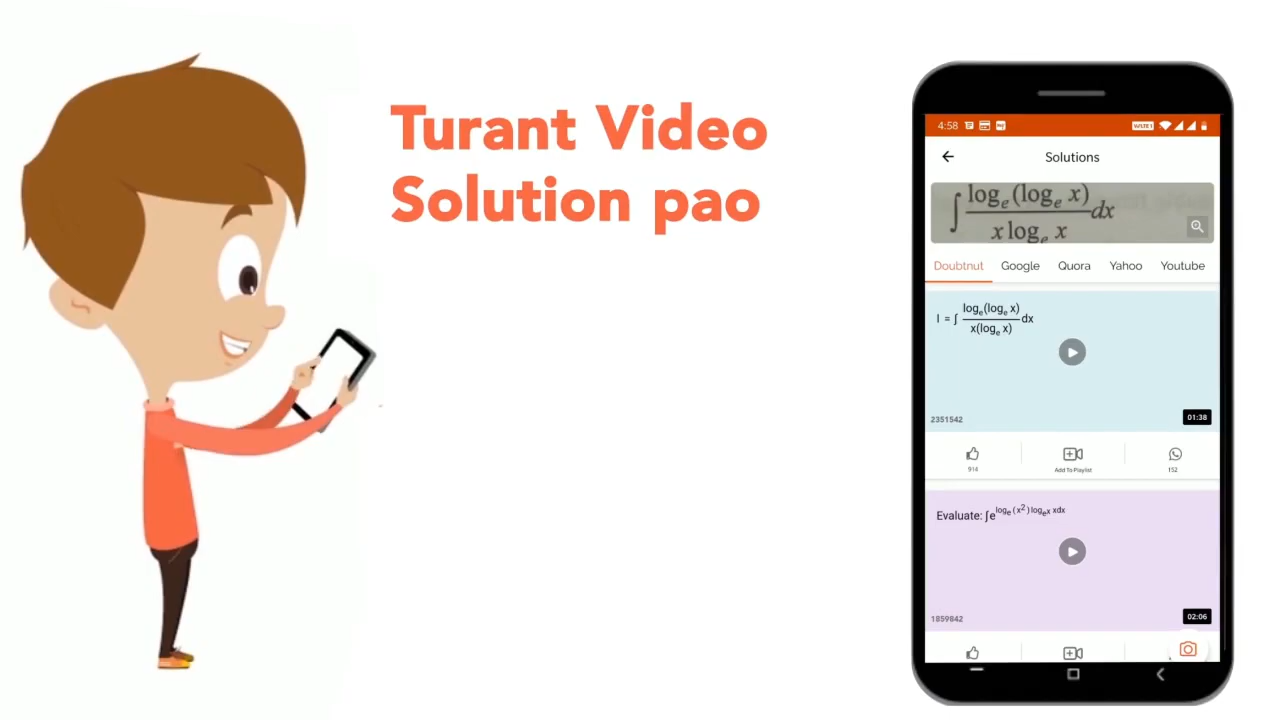 Turant Video
Solution pao
4:58
Solutions
∫ logₑ(logₑ x) / x logₑ x dx
Doubtnut Google Quora Yahoo Youtube
I = ∫ logₑ(logₑ x) / x(logₑ x) dx
2351542 01:38
914 Add To Playlist 152
Evaluate: ∫e^logₑ(x²)logₑx xdx
1859842 02:06